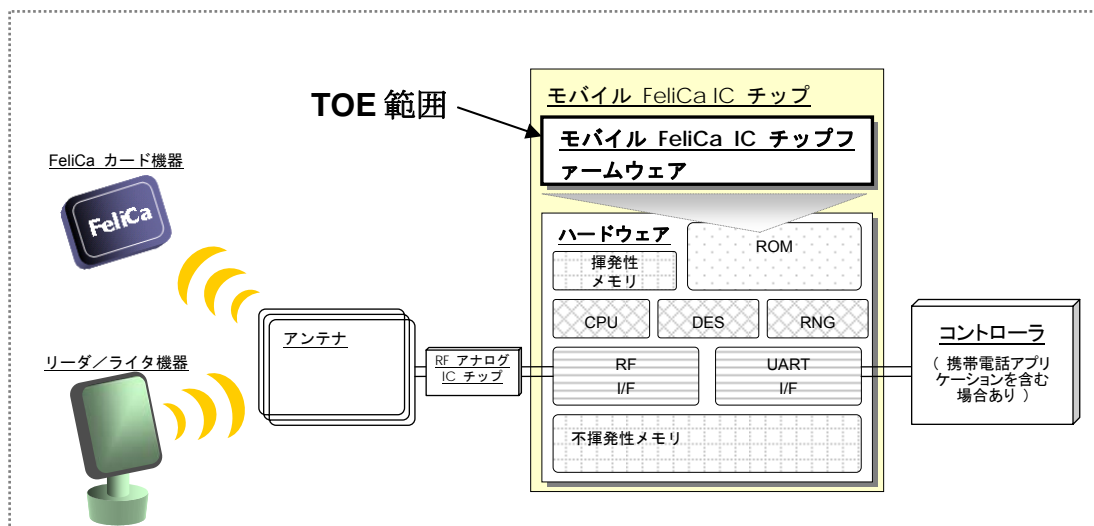 モバイル FeliCa IC チップ
TOE 範囲
モバイル FeliCa IC チップフ
ァームウェア
FeliCa カード機器
FeliCa
ハードウェア
ROM
揮発性
メモリ
CPU
DES
RNG
アンテナ
リーダ／ライタ機器
RF アナログ
IC チップ
RF
I/F
UART
I/F
コントローラ
（ 携帯電話アプリ
ケーションを含む
場合あり ）
不揮発性メモリ